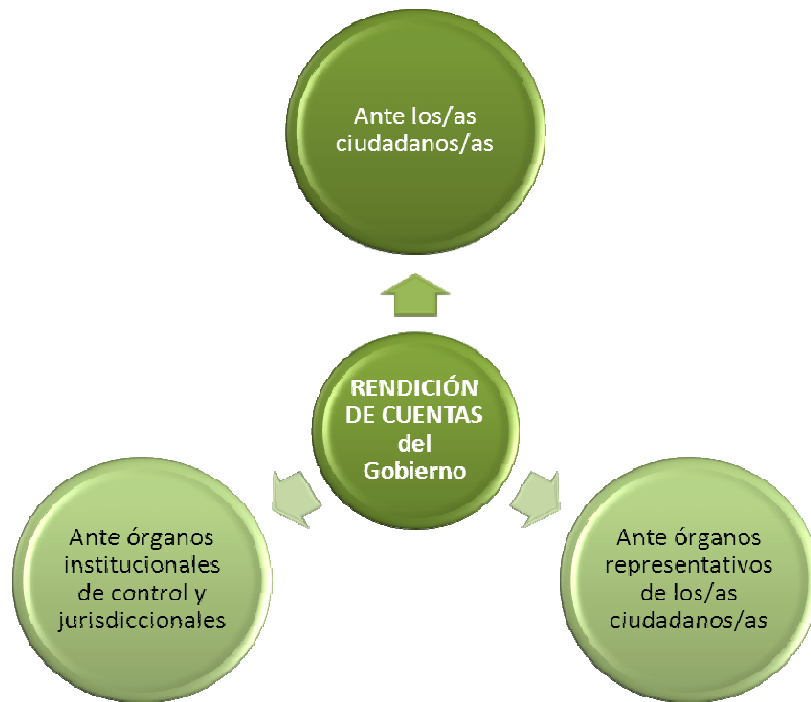 Ante los/as
ciudadanos/as
RENDICIÓN
DE CUENTAS
del
Gobierno
Ante órganos
institucionales
de control y
jurisdiccionales
Ante órganos
representativos
de los/as
ciudadanos/as